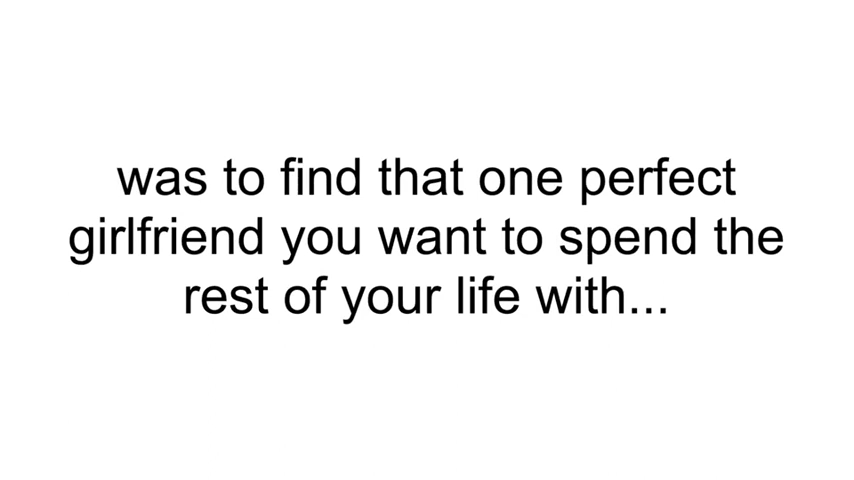 was to find that one perfect
girlfriend you want to spend the
rest of your life with...